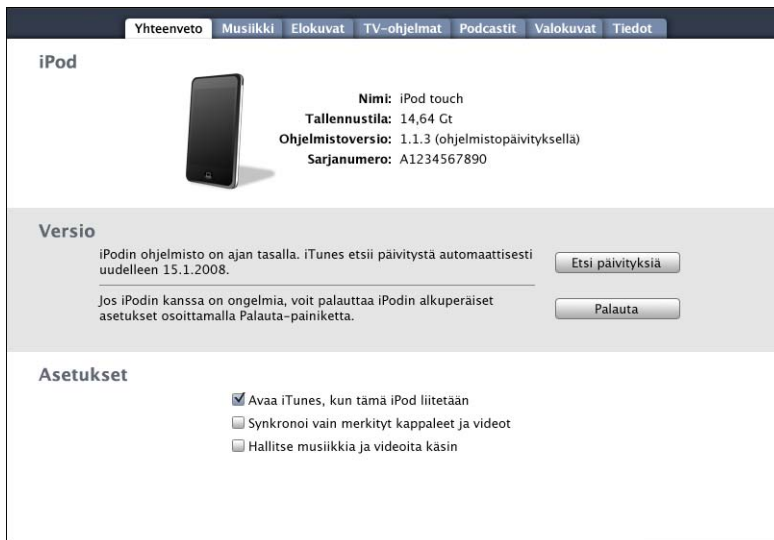 Yhteenveto Musiikki Elokuvat TV-ohjelmat Podcastit Valokuvat Tiedot
iPod
Nimi: iPod touch
Tallennustila: 14,64 Gt
Ohjelmistoversio: 1.1.3 (ohjelmistopäivityksellä)
Sarjanumero: A1234567890
Versio
iPodin ohjelmisto on ajan tasalla. iTunes etsii päivitystä automaattisesti
uudelleen 15.1.2008.
Etsi päivityksiä
Jos iPodin kanssa on ongelmia, voit palauttaa iPodin alkuperäiset
asetukset osoittamalla Palauta-painiketta.
Palauta
Asetukset
Avaa iTunes, kun tämä iPod liitetään
Synkronoi vain merkityt kappaleet ja videot
Hallitse musiikkia ja videoita käsin